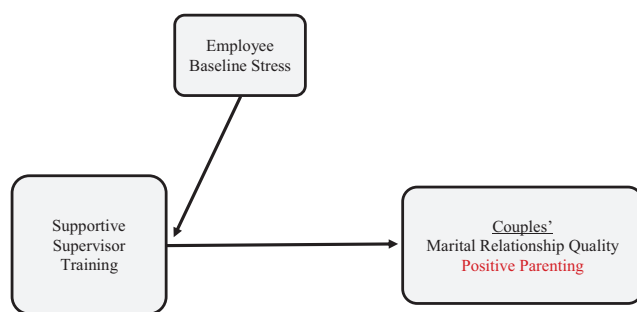 Employee
Baseline Stress
Supportive
Supervisor
Training
Couples’
Marital Relationship Quality
Positive Parenting